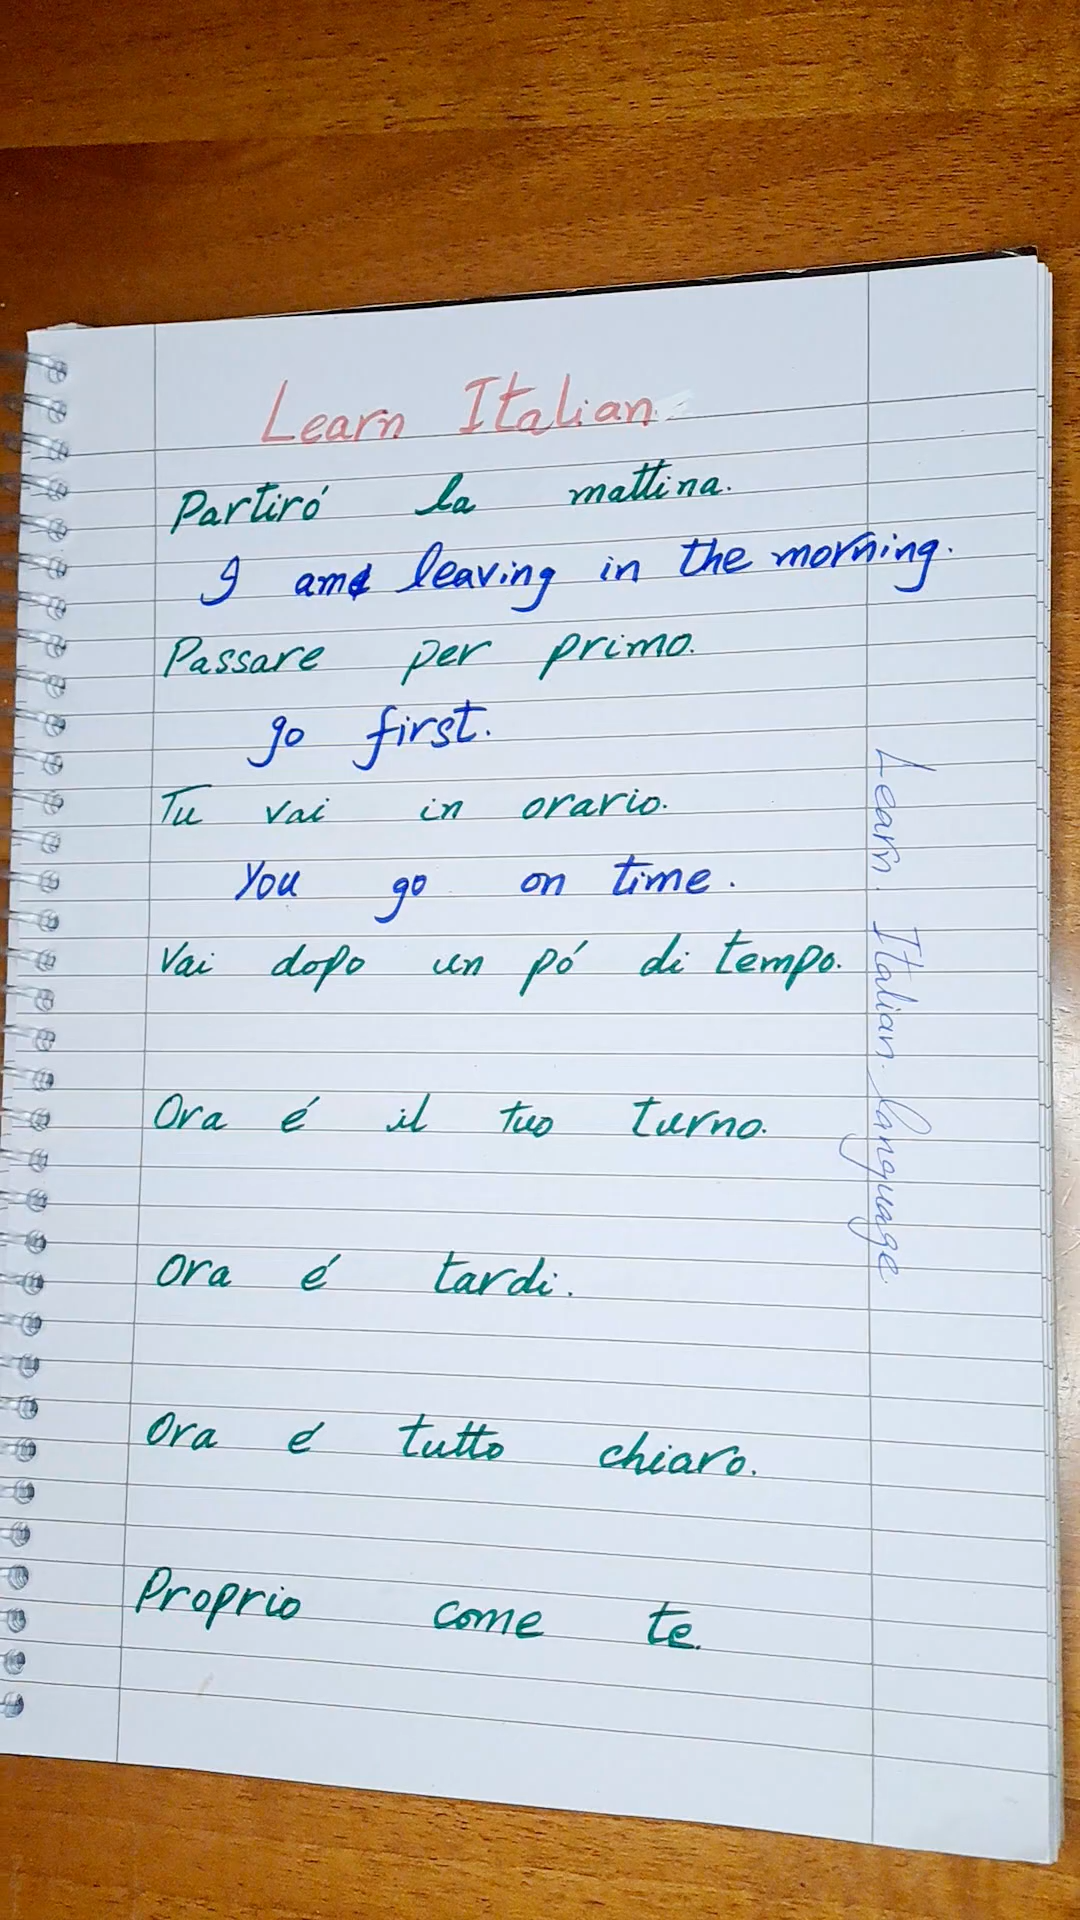 Learn Italian
Partiró la mattina.
I am leaving in the morning.
Passare per primo.
go first.
Tu vai in orario.
You go on time.
Vai dopo un pó di tempo.
Ora é il tuo turno.
Ora é tardi.
Ora é tutto chiaro.
Proprio come te.
Learn. Italian. language